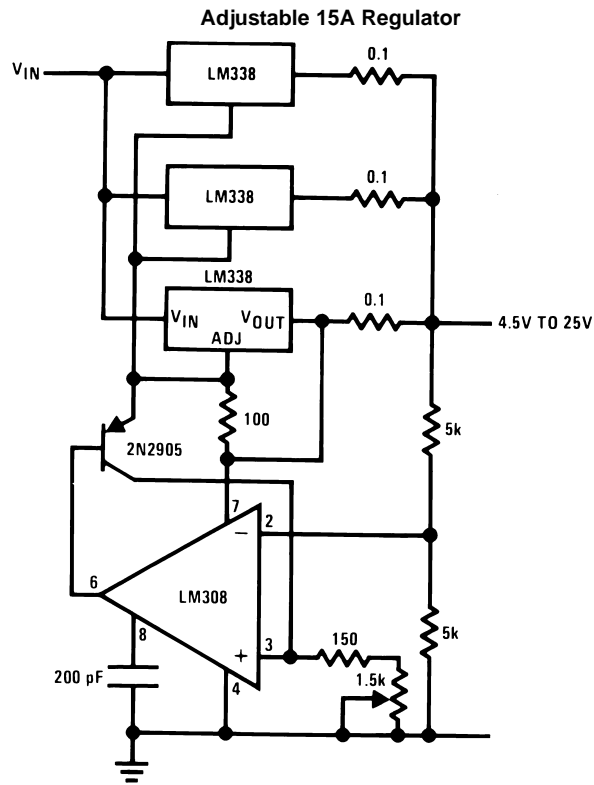 Adjustable 15A Regulator
0.1
VIN
LM338
0.1
LM338
LM338
0.1
VIN
VOUT
4.5V TO 25V
ADJ
100
5k
2N2905
7
2
−
6
LM308
8
5k
150
+
3
1.5k
200 pF
4